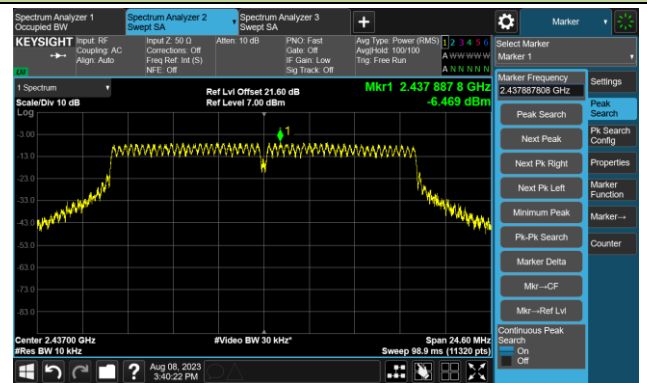 Spectrum Analyzer 1
Occupied BW
Spectrum Analyzer 2
Swept SA
Spectrum Analyzer 3
Swept SA
+
Marker
KEYSIGHT
Input: RF
Coupling: AC
Align: Auto
Input Z: 50 Ω
Corrections: Off
Freq Ref: Int (S)
NFE: Off
Atten: 10 dB
PNO: Fast
Gate: Off
IF Gain: Low
Sig Track: Off
Avg Type: Power (RMS)
Avg|Hold: 100/100
Trig: Free Run
1 2 3 4 5 6
A W W W W W
A N N N N N
Select Marker
Marker 1
1 Spectrum
Scale/Div 10 dB
Log
Ref Lvl Offset 21.60 dB
Ref Level 7.00 dBm
Mkr1 2.437 887 8 GHz
-6.469 dBm
1
-3.00
-13.0
-23.0
-33.0
-43.0
-53.0
-63.0
-73.0
-83.0
Center 2.43700 GHz
#Res BW 10 kHz
#Video BW 30 kHz*
Span 24.60 MHz
Sweep 98.9 ms (11320 pts)
Marker Frequency
2.437887808 GHz
Peak Search
Next Peak
Next Pk Right
Next Pk Left
Minimum Peak
Pk-Pk Search
Marker Delta
Mkr→CF
Mkr→Ref Lvl
Continuous Peak
Search
On
Off
Settings
Peak
Search
Pk Search
Config
Properties
Marker
Function
Marker→
Counter
?
Aug 08, 2023
3:40:22 PM